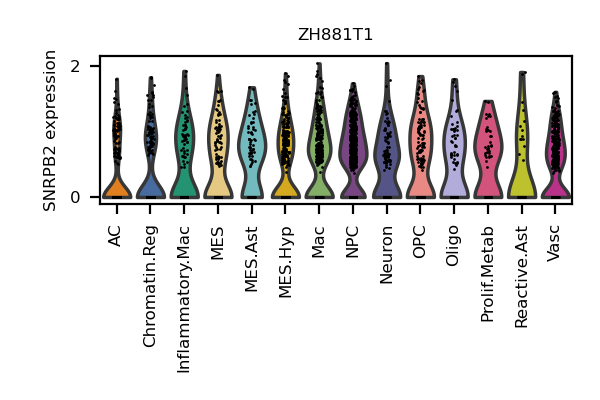 ZH881T1
SNRPB2 expression
2
0
AC
Chromatin.Reg
Inflammatory.Mac
MES
MES.Ast
MES.Hyp
Mac
NPC
Neuron
OPC
Oligo
Prolif.Metab
Reactive.Ast
Vasc